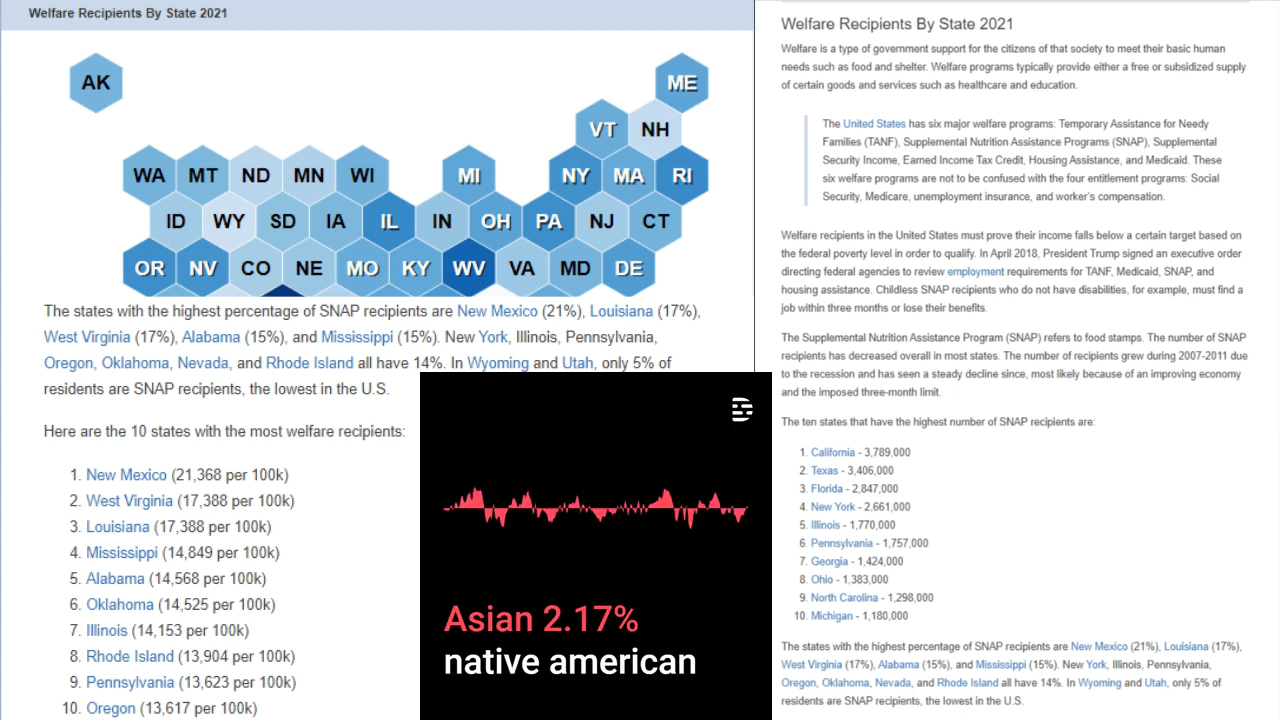 Welfare Recipients By State 2021
AK
ME
VT NH
WA MT ND MN WI MI NY MA RI
ID WY SD IA IL IN OH PA NJ CT
OR NV CO NE MO KY WV VA MD DE
The states with the highest percentage of SNAP recipients are New Mexico (21%), Louisiana (17%),
West Virginia (17%), Alabama (15%), and Mississippi (15%). New York, Illinois, Pennsylvania,
Oregon, Oklahoma, Nevada, and Rhode Island all have 14%. In Wyoming and Utah, only 5% of
residents are SNAP recipients, the lowest in the U.S.
Here are the 10 states with the most welfare recipients:
1. New Mexico (21,368 per 100k)
2. West Virginia (17,388 per 100k)
3. Louisiana (17,388 per 100k)
4. Mississippi (14,849 per 100k)
5. Alabama (14,568 per 100k)
6. Oklahoma (14,525 per 100k)
7. Illinois (14,153 per 100k)
8. Rhode Island (13,904 per 100k)
9. Pennsylvania (13,623 per 100k)
10. Oregon (13,617 per 100k)
Asian 2.17%
native american
Welfare Recipients By State 2021
Welfare is a type of government support for the citizens of that society to meet their basic human
needs such as food and shelter. Welfare programs typically provide either a free or subsidized supply
of certain goods and services such as healthcare and education.
The United States has six major welfare programs: Temporary Assistance for Needy
Families (TANF), Supplemental Nutrition Assistance Programs (SNAP), Supplemental
Security Income, Earned Income Tax Credit, Housing Assistance, and Medicaid. These
six welfare programs are not to be confused with the four entitlement programs: Social
Security, Medicare, unemployment insurance, and worker's compensation.
Welfare recipients in the United States must prove their income falls below a certain target based on
the federal poverty level in order to qualify. In April 2018, President Trump signed an executive order
directing federal agencies to review employment requirements for TANF, Medicaid, SNAP, and
housing assistance. Childless SNAP recipients who do not have disabilities, for example, must find a
job within three months or lose their benefits.
The Supplemental Nutrition Assistance Program (SNAP) refers to food stamps. The number of SNAP
recipients has decreased overall in most states. The number of recipients grew during 2007-2011 due
to the recession and has seen a steady decline since, most likely because of an improving economy
and the imposed three-month limit.
The ten states that have the highest number of SNAP recipients are:
1. California - 3,789,000
2. Texas - 3,406,000
3. Florida - 2,847,000
4. New York - 2,661,000
5. Illinois - 1,770,000
6. Pennsylvania - 1,757,000
7. Georgia - 1,424,000
8. Ohio - 1,383,000
9. North Carolina - 1,298,000
10. Michigan - 1,180,000
The states with the highest percentage of SNAP recipients are New Mexico (21%), Louisiana (17%),
West Virginia (17%), Alabama (15%), and Mississippi (15%). New York, Illinois, Pennsylvania,
Oregon, Oklahoma, Nevada, and Rhode Island all have 14%. In Wyoming and Utah, only 5% of
residents are SNAP recipients, the lowest in the U.S.